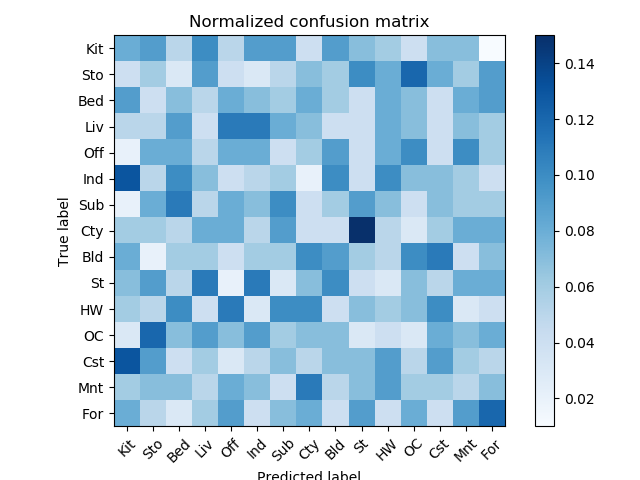 Normalized confusion matrix
True label
Kit
Sto
Bed
Liv
Off
Ind
Sub
Cty
Bld
St
HW
OC
Cst
Mnt
For
Kit Sto Bed Liv Off Ind Sub Cty Bld St HW OC Cst Mnt For
Predicted label
0.14
0.12
0.10
0.08
0.06
0.04
0.02